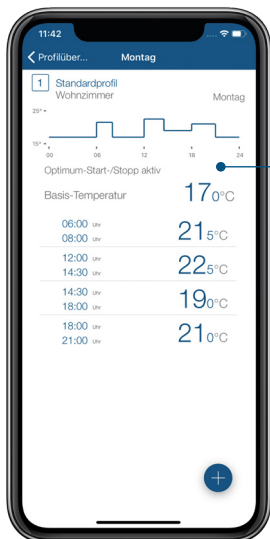 11:42
Profilüber... Montag
1 Standardprofil
Wohnzimmer Montag
25°
15°
00 06 12 18 24
Optimum-Start-/Stopp aktiv
Basis-Temperatur 17 0°C
06:00 Uhr
08:00 Uhr
21 5°C
12:00 Uhr
14:30 Uhr
22 5°C
14:30 Uhr
18:00 Uhr
19 0°C
18:00 Uhr
21:00 Uhr
21 0°C